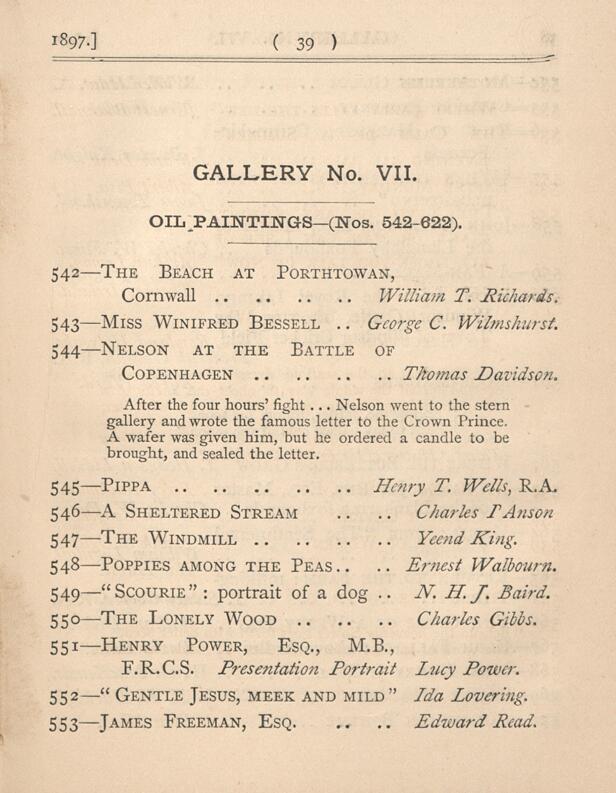 1897.] ( 39 )
GALLERY No. VII.
OIL PAINTINGS—(Nos. 542-622).
542—The Beach at Porthtowan,
Cornwall .. .. .. .. William T. Richards.
543—Miss Winifred Bessell .. George C. Wilmshurst.
544—Nelson at the Battle of
Copenhagen .. .. .. .. Thomas Davidson.
After the four hours' fight ... Nelson went to the stern
gallery and wrote the famous letter to the Crown Prince.
A wafer was given him, but he ordered a candle to be
brought, and sealed the letter.
545—Pippa .. .. .. .. .. .. Henry T. Wells, R.A.
546—A Sheltered Stream .. .. Charles I'Anson
547—The Windmill .. .. .. .. Yeend King.
548—Poppies among the Peas.. .. Ernest Walbourn.
549—"Scourie": portrait of a dog .. N. H. J. Baird.
550—The Lonely Wood .. .. .. Charles Gibbs.
551—Henry Power, Esq., M.B.,
F.R.C.S. Presentation Portrait Lucy Power.
552—"Gentle Jesus, meek and mild" Ida Lovering.
553—James Freeman, Esq. .. .. Edward Read.